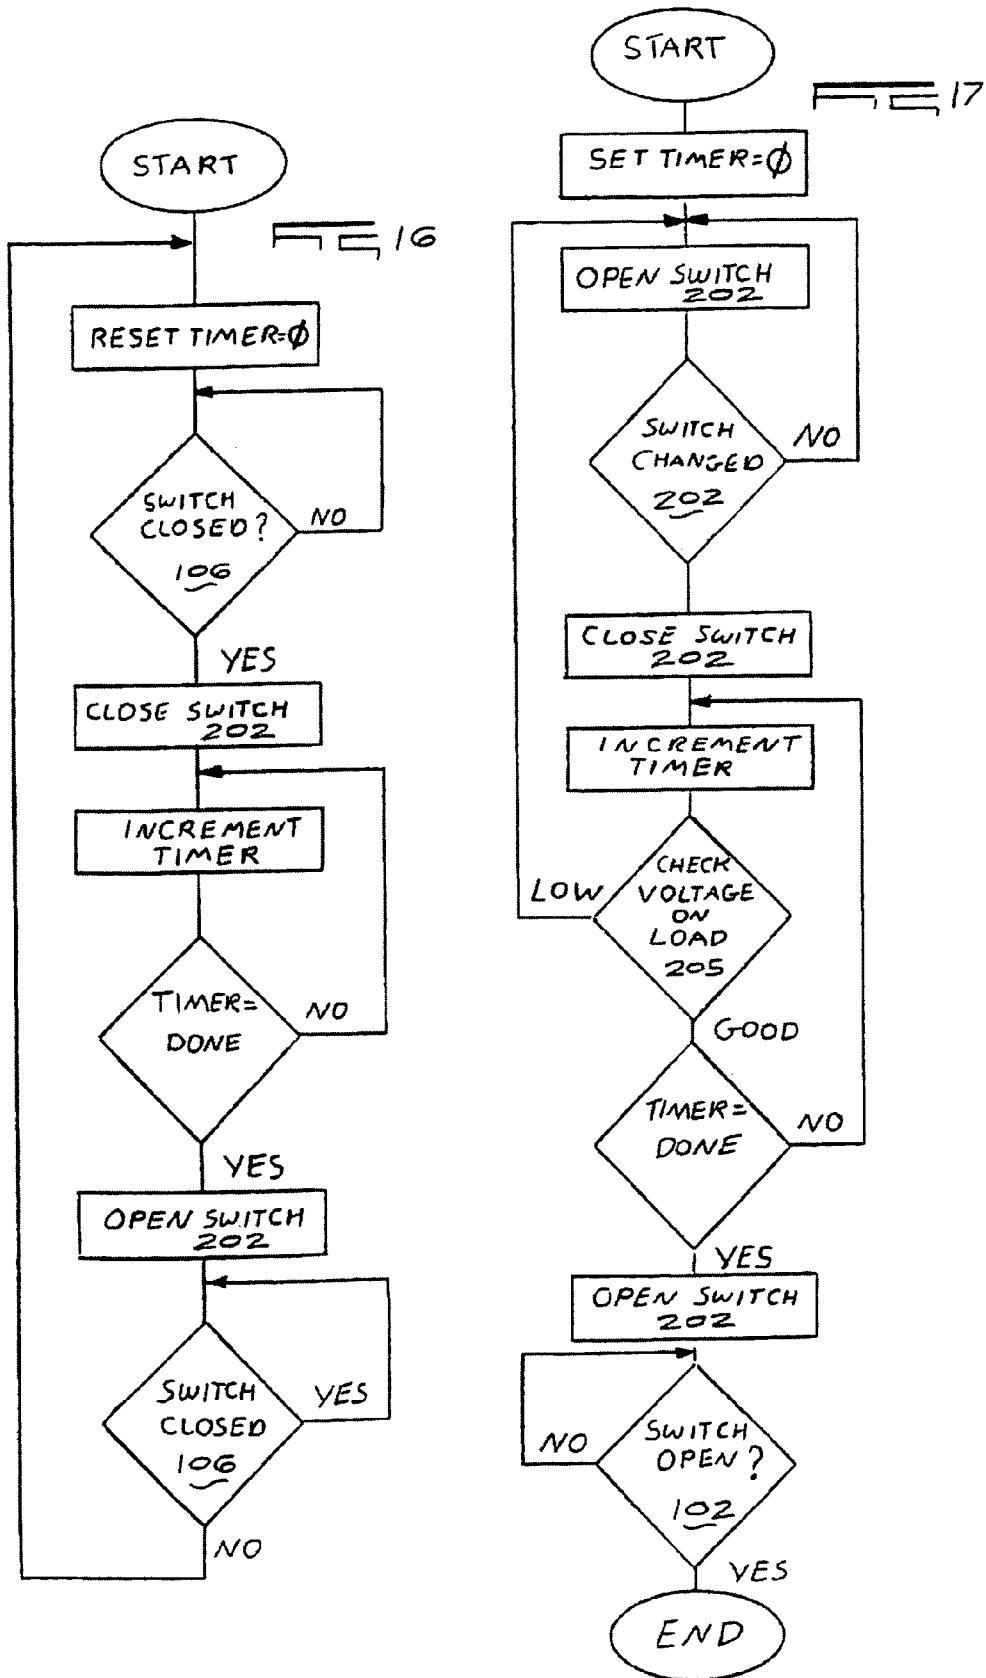 START
FIG 16
RESET TIMER=Ø
SWITCH
CLOSED?
106
NO
YES
CLOSE SWITCH
202
INCREMENT
TIMER
TIMER=
DONE
NO
YES
OPEN SWITCH
202
SWITCH
CLOSED
106
YES
NO
START
FIG 17
SET TIMER=Ø
OPEN SWITCH
202
SWITCH
CHANGED
202
NO
CLOSE SWITCH
202
INCREMENT
TIMER
CHECK
VOLTAGE
ON
LOAD
205
LOW
GOOD
TIMER=
DONE
NO
YES
OPEN SWITCH
202
SWITCH
OPEN?
102
NO
YES
END